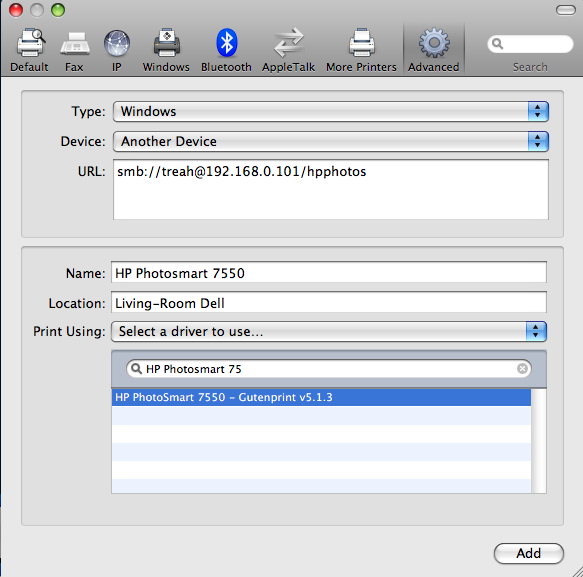 Default Fax IP Windows Bluetooth AppleTalk More Printers Advanced Search
Type: Windows
Device: Another Device
URL: smb://treah@192.168.0.101/hpphotos
Name: HP Photosmart 7550
Location: Living-Room Dell
Print Using: Select a driver to use...
HP Photosmart 75
HP PhotoSmart 7550 - Gutenprint v5.1.3
Add